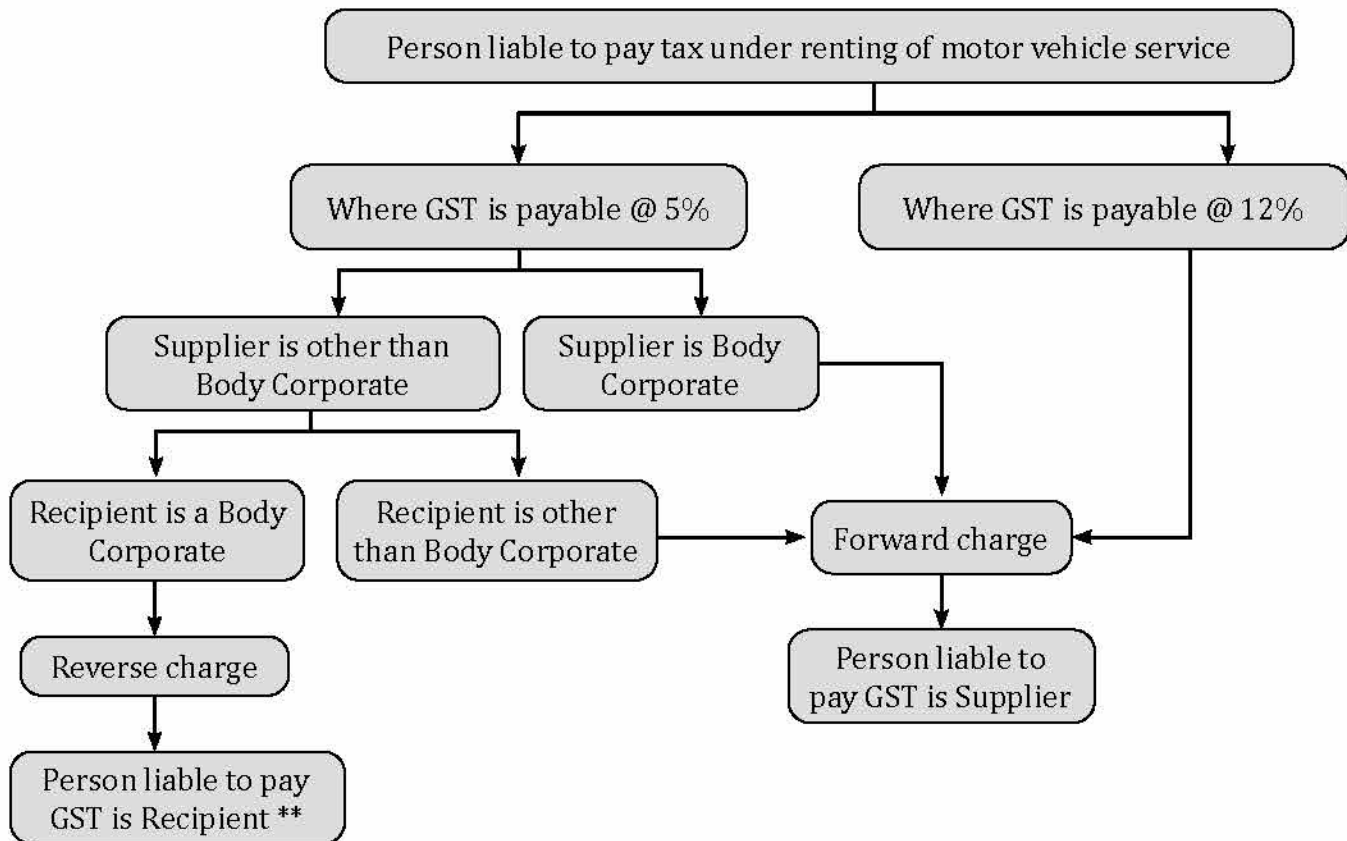 Person liable to pay tax under renting of motor vehicle service
Where GST is payable @ 5%
Where GST is payable @ 12%
Supplier is other than
Body Corporate
Supplier is Body
Corporate
Recipient is a Body
Corporate
Recipient is other
than Body Corporate
Forward charge
Reverse charge
Person liable to
pay GST is Supplier
Person liable to pay
GST is Recipient **